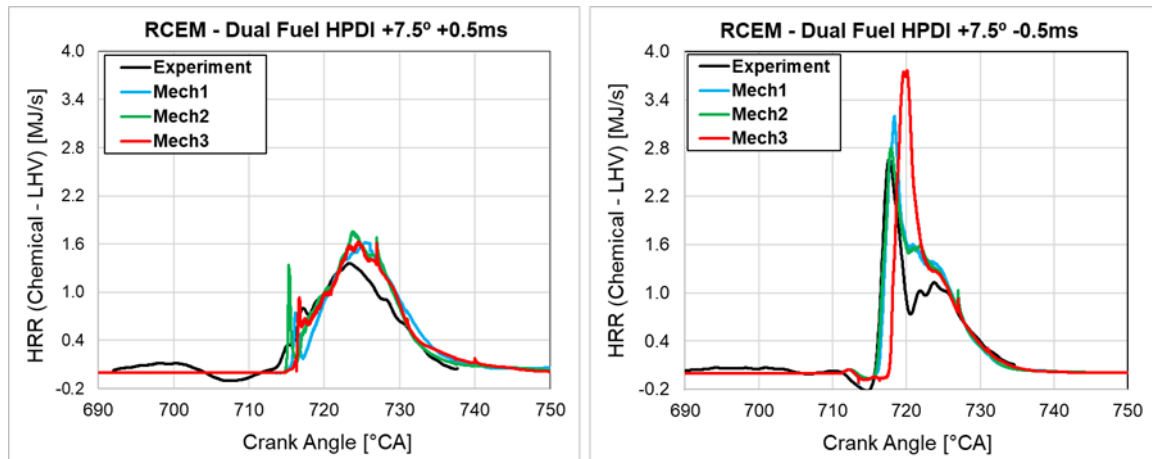 RCEM - Dual Fuel HPDI +7.5º +0.5ms
HRR (Chemical - LHV) [MJ/s]
4.0
3.4
2.8
2.2
1.6
1.0
0.4
-0.2
Experiment
Mech1
Mech2
Mech3
690 700 710 720 730 740 750
Crank Angle [°CA]
RCEM - Dual Fuel HPDI +7.5º -0.5ms
HRR (Chemical - LHV) [MJ/s]
4.0
3.4
2.8
2.2
1.6
1.0
0.4
-0.2
Experiment
Mech1
Mech2
Mech3
690 700 710 720 730 740 750
Crank Angle [°CA]